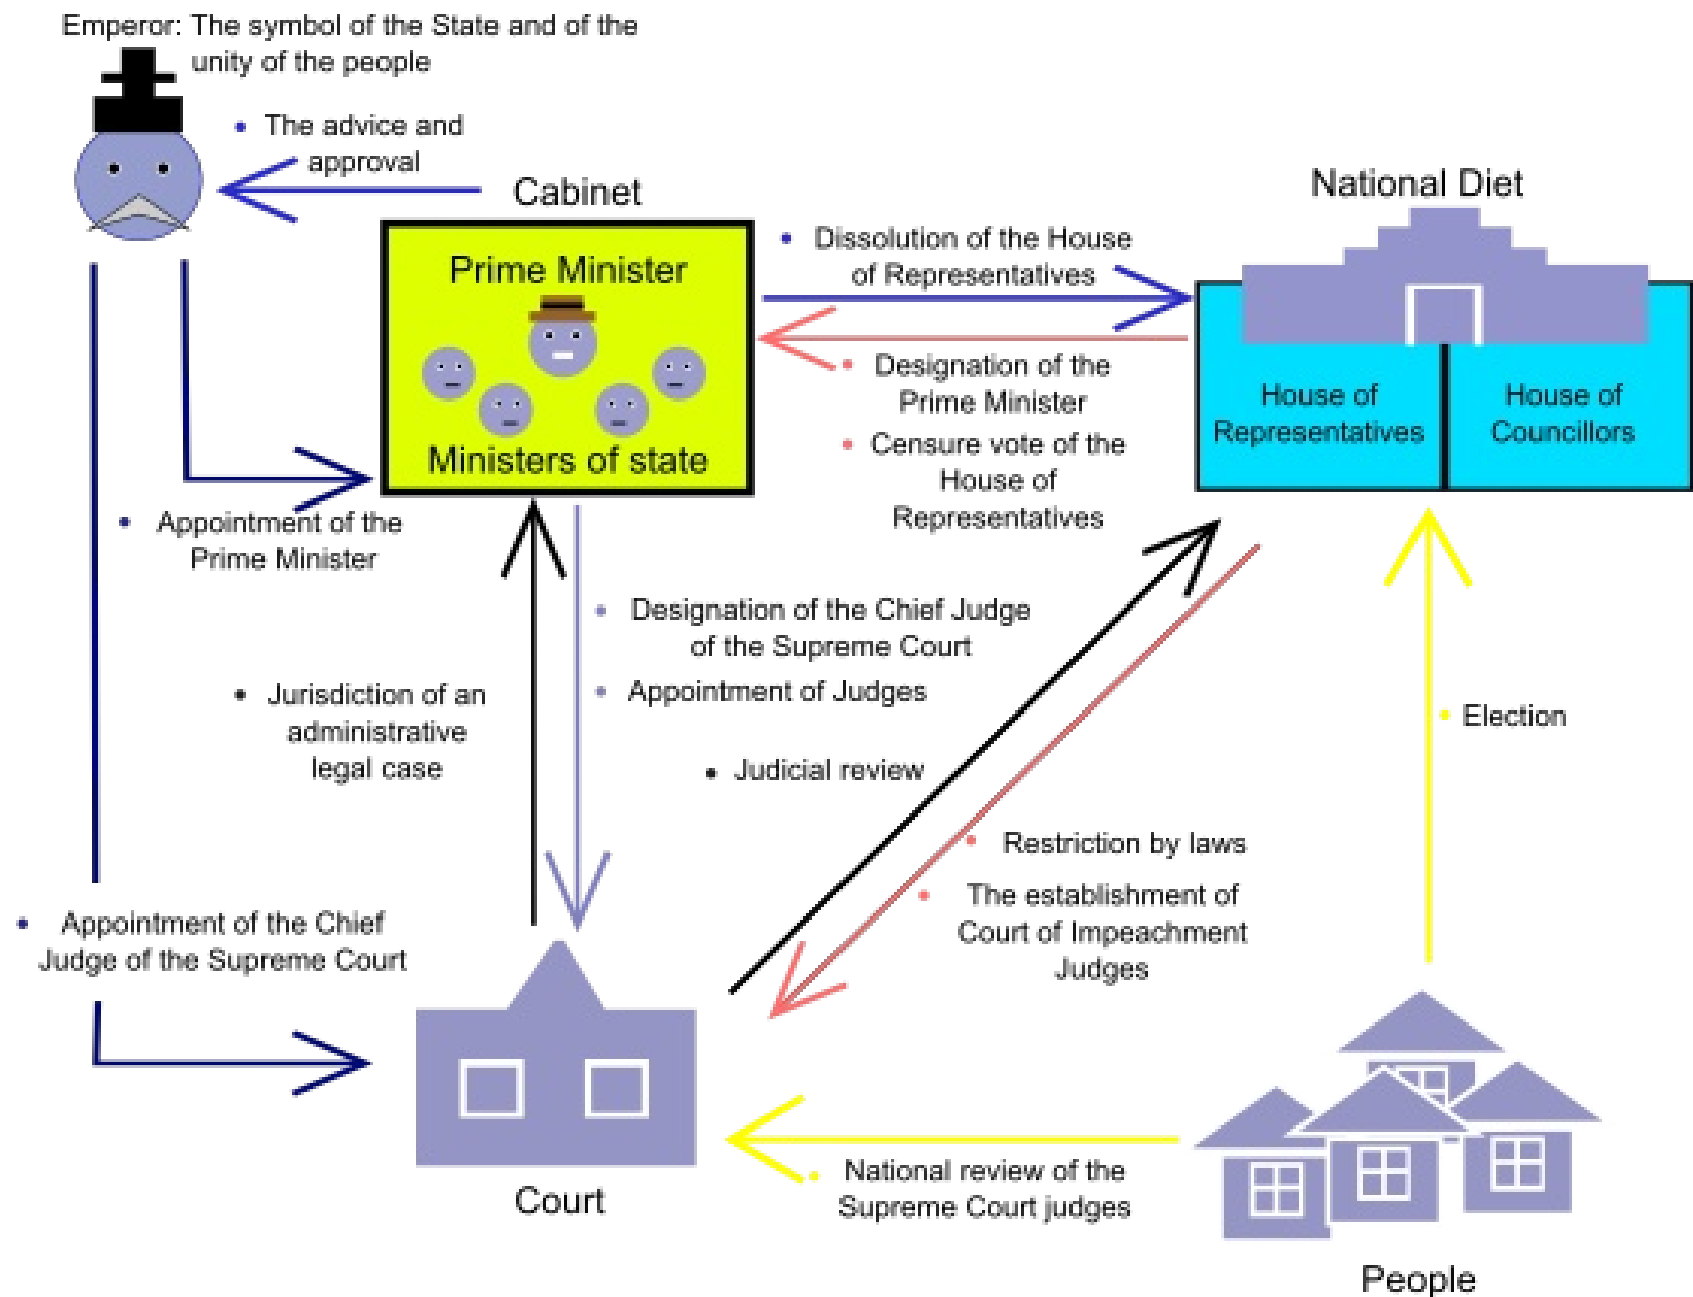 Emperor: The symbol of the State and of the
unity of the people
• The advice and
approval
Cabinet
National Diet
Prime Minister
Ministers of state
• Dissolution of the House
of Representatives
• Designation of the
Prime Minister
• Censure vote of the
House of
Representatives
House of
Representatives
House of
Councillors
• Appointment of the
Prime Minister
• Designation of the Chief Judge
of the Supreme Court
• Appointment of Judges
• Jurisdiction of an
administrative
legal case
• Judicial review
• Election
• Restriction by laws
• The establishment of
Court of Impeachment
Judges
• Appointment of the Chief
Judge of the Supreme Court
Court
• National review of the
Supreme Court judges
People